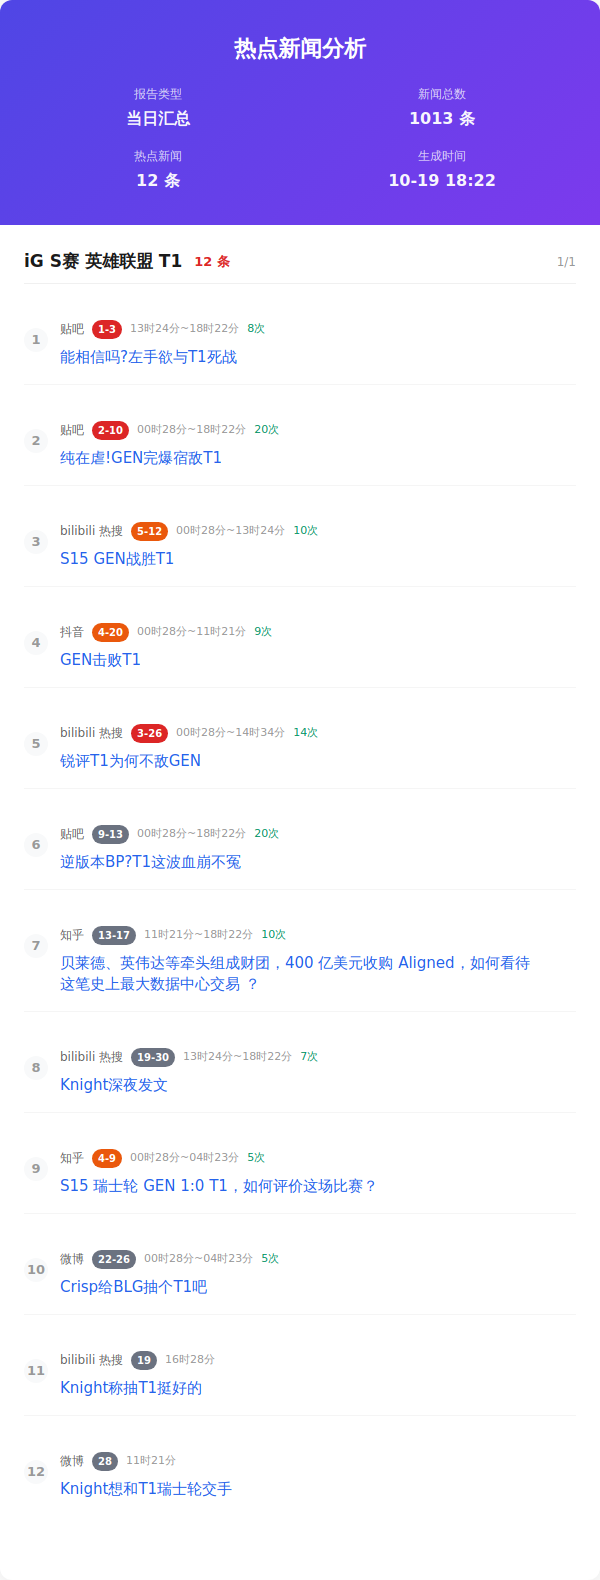 热点新闻分析
报告类型
新闻总数
当日汇总
1013 条
热点新闻
生成时间
12 条
10-19 18:22
iG S赛 英雄联盟 T1 12 条 1/1
1 贴吧 1-3 13时24分~18时22分 8次
能相信吗?左手欲与T1死战
2 贴吧 2-10 00时28分~18时22分 20次
纯在虐!GEN完爆宿敌T1
3 bilibili 热搜 5-12 00时28分~13时24分 10次
S15 GEN战胜T1
4 抖音 4-20 00时28分~11时21分 9次
GEN击败T1
5 bilibili 热搜 3-26 00时28分~14时34分 14次
锐评T1为何不敌GEN
6 贴吧 9-13 00时28分~18时22分 20次
逆版本BP?T1这波血崩不冤
7 知乎 13-17 11时21分~18时22分 10次
贝莱德、英伟达等牵头组成财团，400 亿美元收购 Aligned，如何看待
这笔史上最大数据中心交易 ？
8 bilibili 热搜 19-30 13时24分~18时22分 7次
Knight深夜发文
9 知乎 4-9 00时28分~04时23分 5次
S15 瑞士轮 GEN 1:0 T1，如何评价这场比赛？
10 微博 22-26 00时28分~04时23分 5次
Crisp给BLG抽个T1吧
11 bilibili 热搜 19 16时28分
Knight称抽T1挺好的
12 微博 28 11时21分
Knight想和T1瑞士轮交手